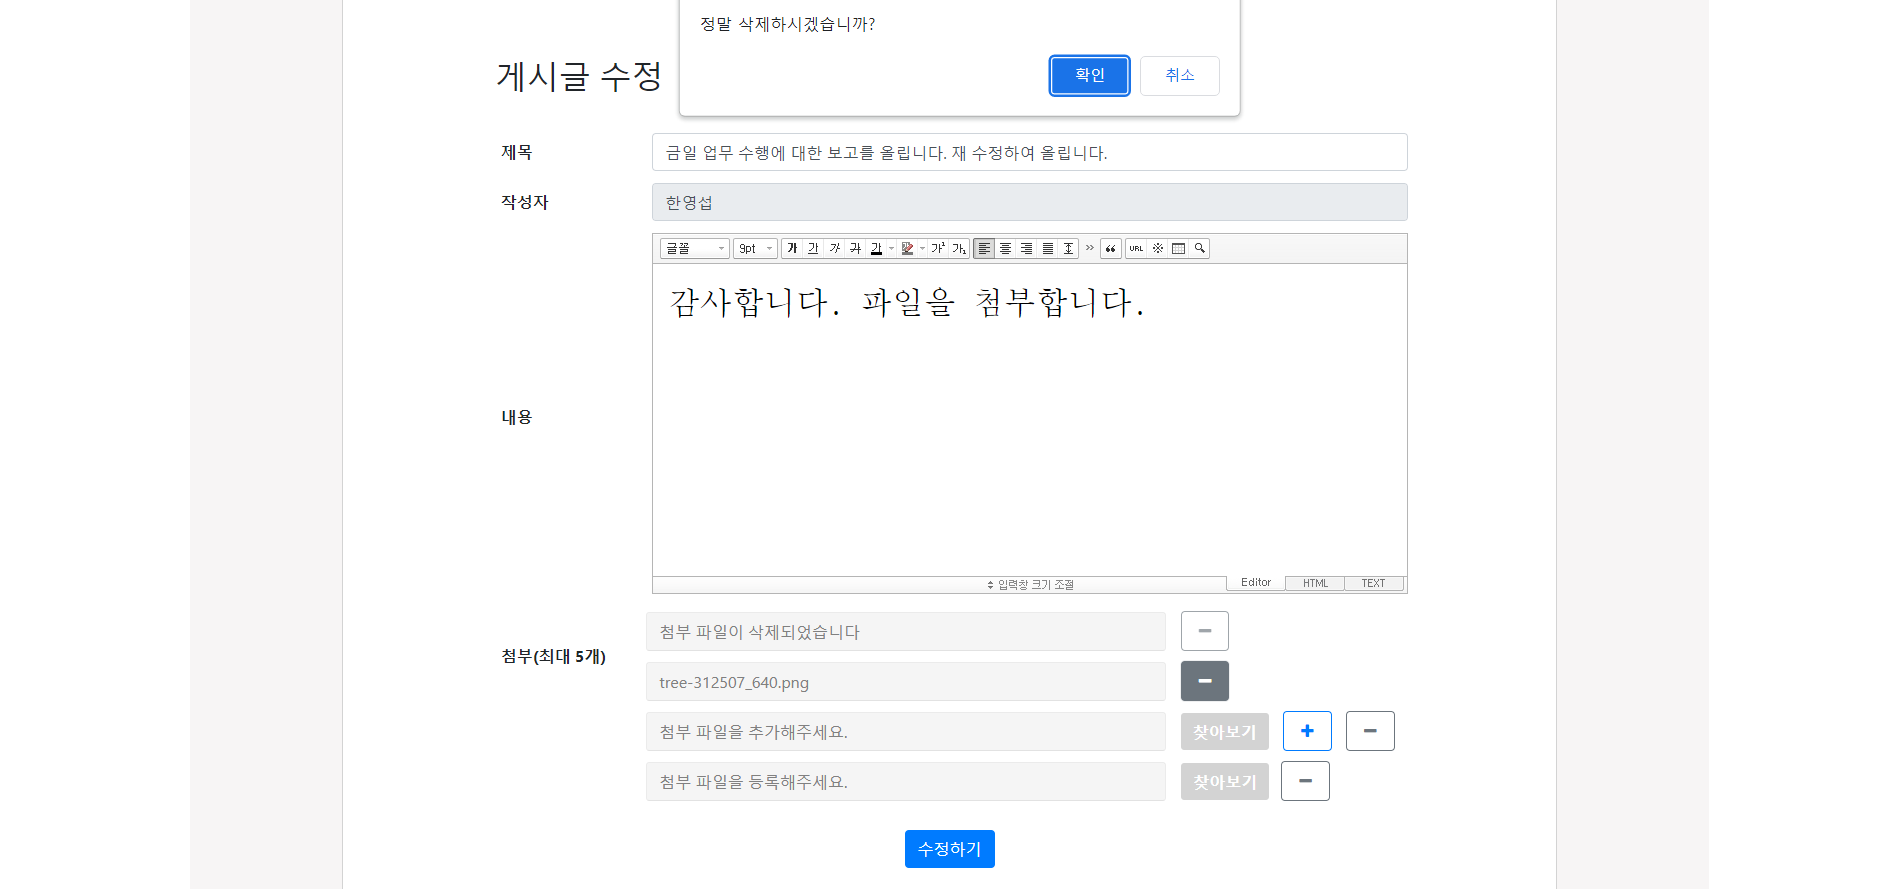 정말 삭제하시겠습니까?
확인 취소
게시글 수정
제목 금일 업무 수행에 대한 보고를 올립니다. 재 수정하여 올립니다.
작성자 한영섭
글꼴 9pt 가 가 가 가 가 가¹ 가₁ » “ URL ※
감사합니다. 파일을 첨부합니다.
내용
입력창 크기 조절 Editor HTML TEXT
첨부(최대 5개)
첨부 파일이 삭제되었습니다
tree-312507_640.png
첨부 파일을 추가해주세요. 찾아보기
첨부 파일을 등록해주세요. 찾아보기
수정하기